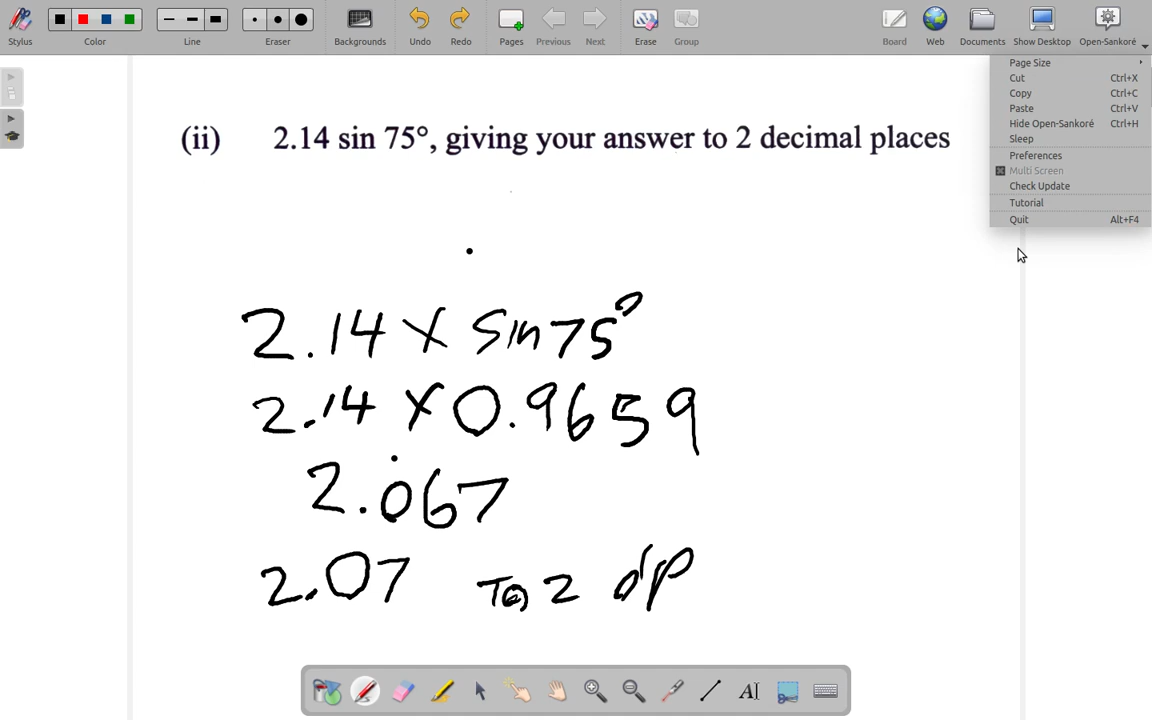 Stylus Color Line Eraser Backgrounds Undo Redo Pages Previous Next Erase Group Board Web Documents Show Desktop Open-Sankoré
Page Size
Cut Ctrl+X
Copy Ctrl+C
Paste Ctrl+V
Hide Open-Sankoré Ctrl+H
Sleep
Preferences
Multi Screen
Check Update
Tutorial
Quit Alt+F4
(ii) 2.14 sin 75°, giving your answer to 2 decimal places
2.14 X sin 75°
2.14 X 0.9659
2.067
2.07 To 2 dp
AI